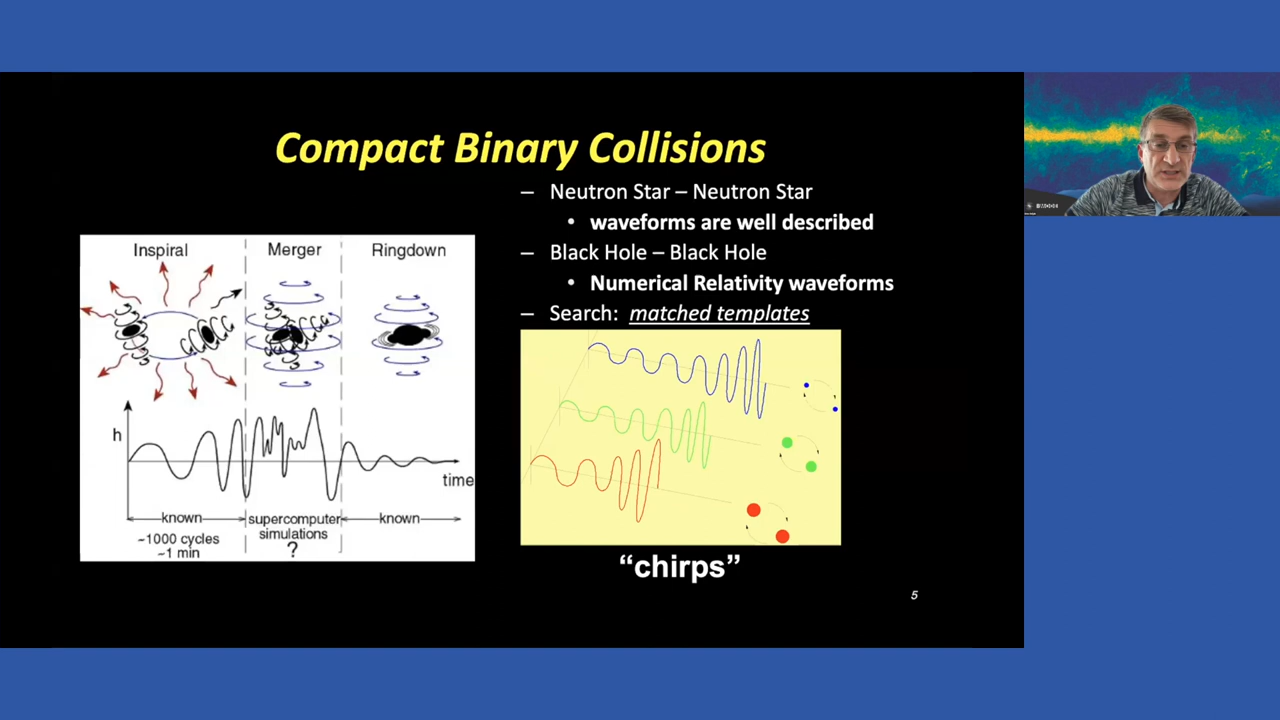 Compact Binary Collisions
– Neutron Star – Neutron Star
• waveforms are well described
– Black Hole – Black Hole
• Numerical Relativity waveforms
– Search: matched templates
Inspiral Merger Ringdown
h
time
known supercomputer simulations ? known
~1000 cycles
~1 min
“chirps”
5